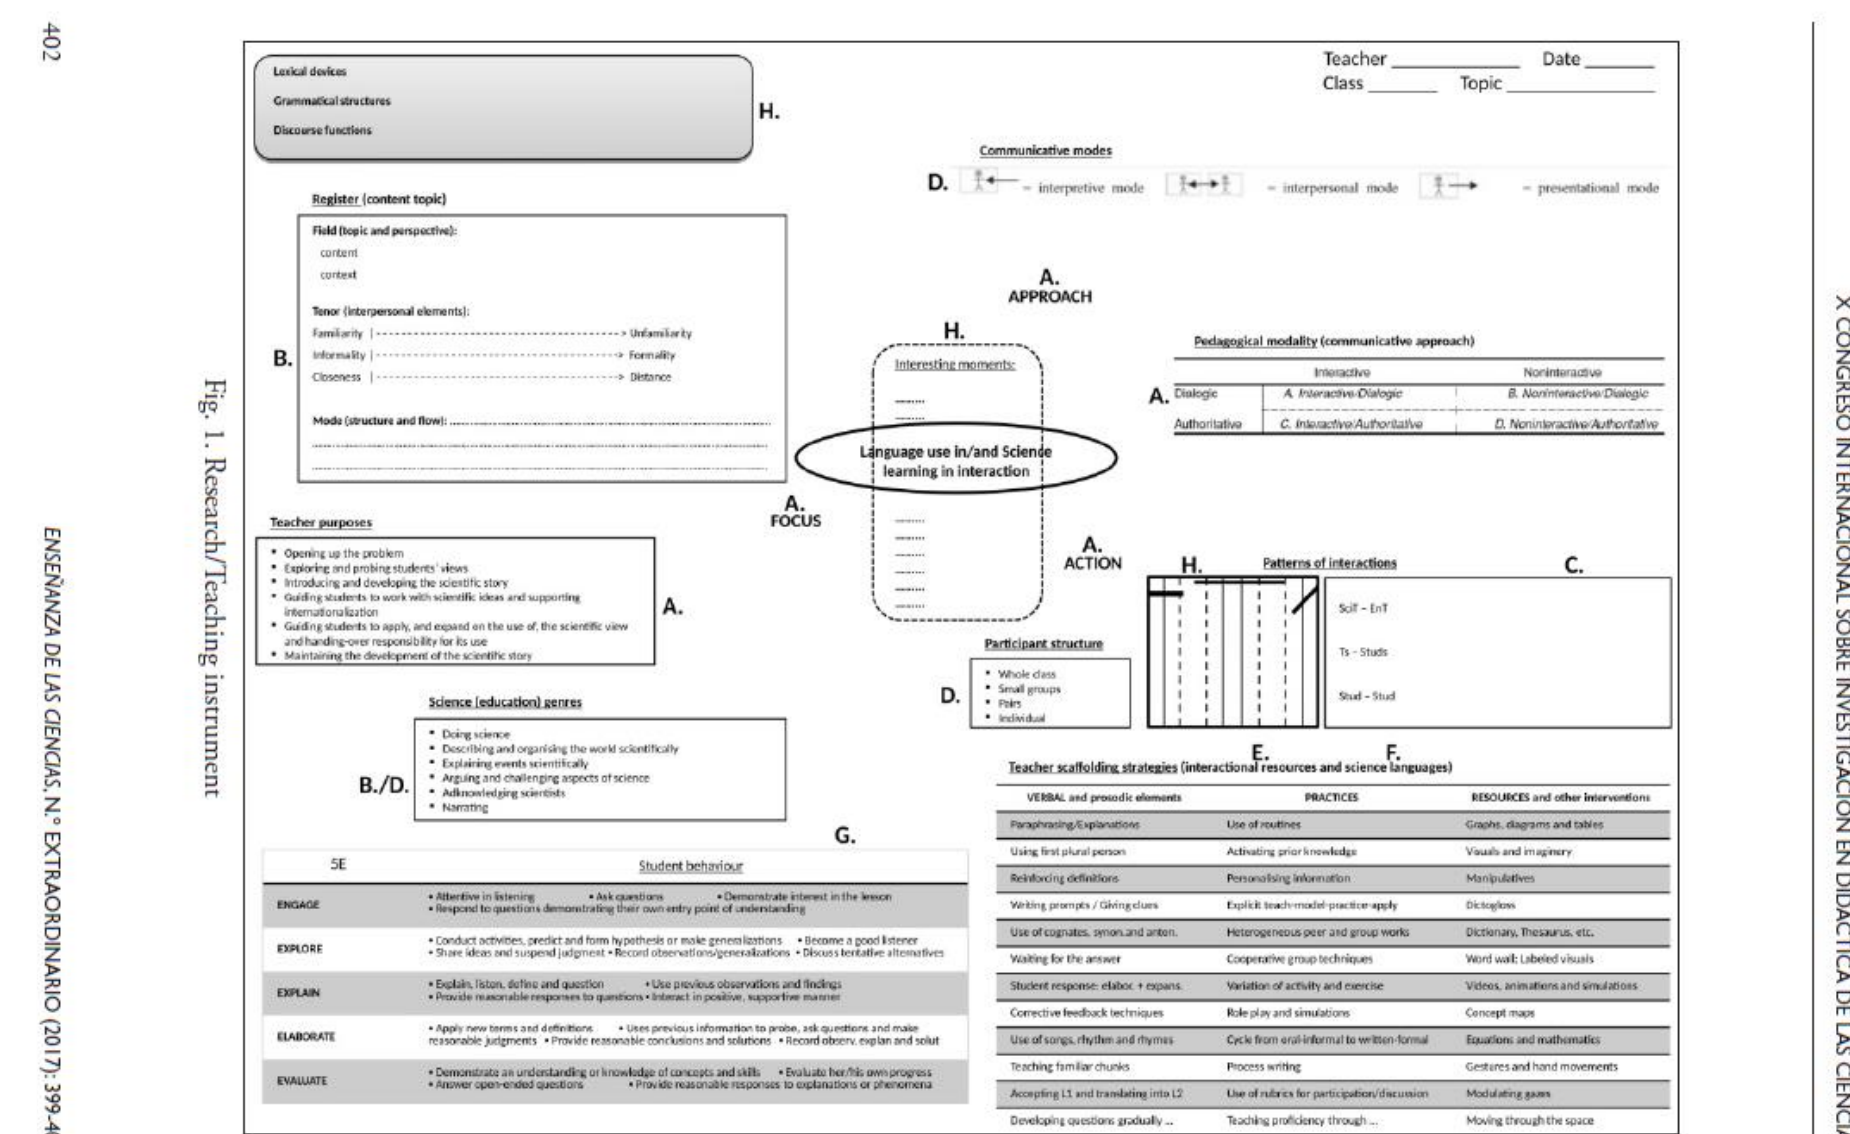 402
ENSEÑANZA DE LAS CIENCIAS, N.º EXTRAORDINARIO (2017): 399-
Fig. 1. Research/Teaching instrument
X CONGRESO INTERNACIONAL SOBRE INVESTIGACIÓN EN DIDÁCTICA DE LAS
Teacher Date
Class Topic
Lexical devices
Grammatical structures
Discourse functions
H.
Communicative modes
D. = interpretive mode = interpersonal mode = presentational mode
Register (content topic)
Field (topic and perspective):
content
context
Tenor (interpersonal elements):
Familiarity |----> Unfamiliarity
Informality |----> Formality
Closeness |----> Distance
B.
Mode (structure and flow):
A.
APPROACH
H.
Interesting moments:
Language use in/and Science
learning in interaction
Pedagogical modality (communicative approach)
Interactive Noninteractive
A. Dialogic A. Interactive/Dialogic B. Noninteractive/Dialogic
Authoritative C. Interactive/Authoritative D. Noninteractive/Authoritative
A.
FOCUS
Teacher purposes
• Opening up the problem
• Exploring and probing students' views
• Introducing and developing the scientific story
• Guiding students to work with scientific ideas and supporting
internationalization
• Guiding students to apply, and expand on the use of, the scientific view
and handing-over responsibility for its use
• Maintaining the development of the scientific story
A.
A.
ACTION
H. Patterns of interactions C.
SciT – EnT
Ts – Studs
Stud – Stud
Participant structure
D.
• Whole class
• Small groups
• Pairs
• Individual
Science (education) genres
B./D.
• Doing science
• Describing and organising the world scientifically
• Explaining events scientifically
• Arguing and challenging aspects of science
• Adknowledging scientists
• Narrating
G.
5E Student behaviour
ENGAGE • Attentive in listening • Ask questions • Demonstrate interest in the lesson
• Respond to questions demonstrating their own entry point of understanding
EXPLORE • Conduct activities, predict and form hypothesis or make generalizations • Become a good listener
• Share ideas and suspend judgment • Record observations/generalizations • Discuss tentative alternatives
EXPLAIN • Explain, listen, define and question • Use previous observations and findings
• Provide reasonable responses to questions • Interact in positive, supportive manner
ELABORATE • Apply new terms and definitions • Uses previous information to probe, ask questions and make
reasonable judgments • Provide reasonable conclusions and solutions • Record observ. explan and solut
EVALUATE • Demonstrate an understanding or knowledge of concepts and skills • Evaluate her/his own progress
• Answer open-ended questions • Provide reasonable responses to explanations or phenomena
E. F.
Teacher scaffolding strategies (interactional resources and science languages)
VERBAL and prosodic elements PRACTICES RESOURCES and other interventions
Paraphrasing/Explanations Use of routines Graphs, diagrams and tables
Using first plural person Activating prior knowledge Visuals and imaginery
Reinforcing definitions Personalising information Manipulatives
Writing prompts / Giving clues Explicit teach-model-practice-apply Dictogloss
Use of cognates, synon.and anton. Heterogeneous peer and group works Dictionary, Thesaurus, etc.
Waiting for the answer Cooperative group techniques Word wall; Labeled visuals
Student response: elabor. + expans. Variation of activity and exercise Videos, animations and simulations
Corrective feedback techniques Role play and simulations Concept maps
Use of songs, rhythm and rhymes Cycle from oral-informal to written-formal Equations and mathematics
Teaching familiar chunks Process writing Gestures and hand movements
Accepting L1 and translating into L2 Use of rubrics for participation/discussion Modulating gazes
Developing questions gradually ... Teaching proficiency through ... Moving through the space